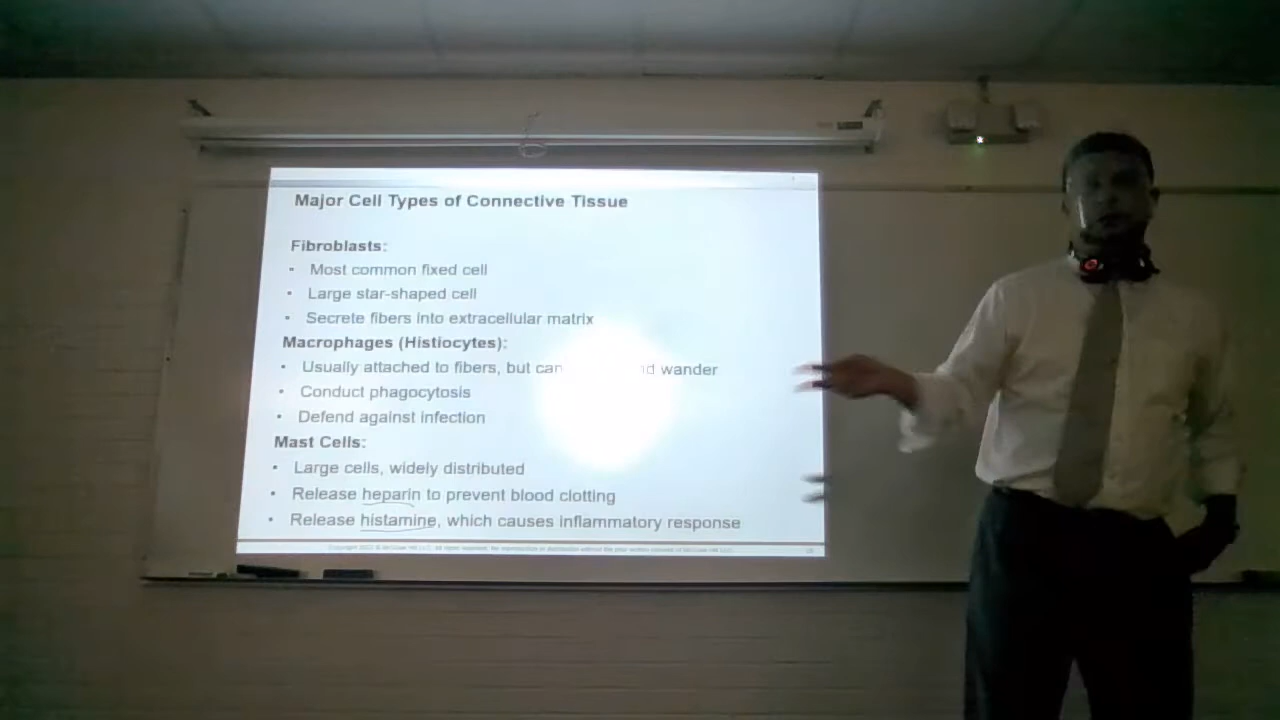 Major Cell Types of Connective Tissue
Fibroblasts:
• Most common fixed cell
• Large star-shaped cell
• Secrete fibers into extracellular matrix
Macrophages (Histiocytes):
• Usually attached to fibers, but can wander
• Conduct phagocytosis
• Defend against infection
Mast Cells:
• Large cells, widely distributed
• Release heparin to prevent blood clotting
• Release histamine, which causes inflammatory response